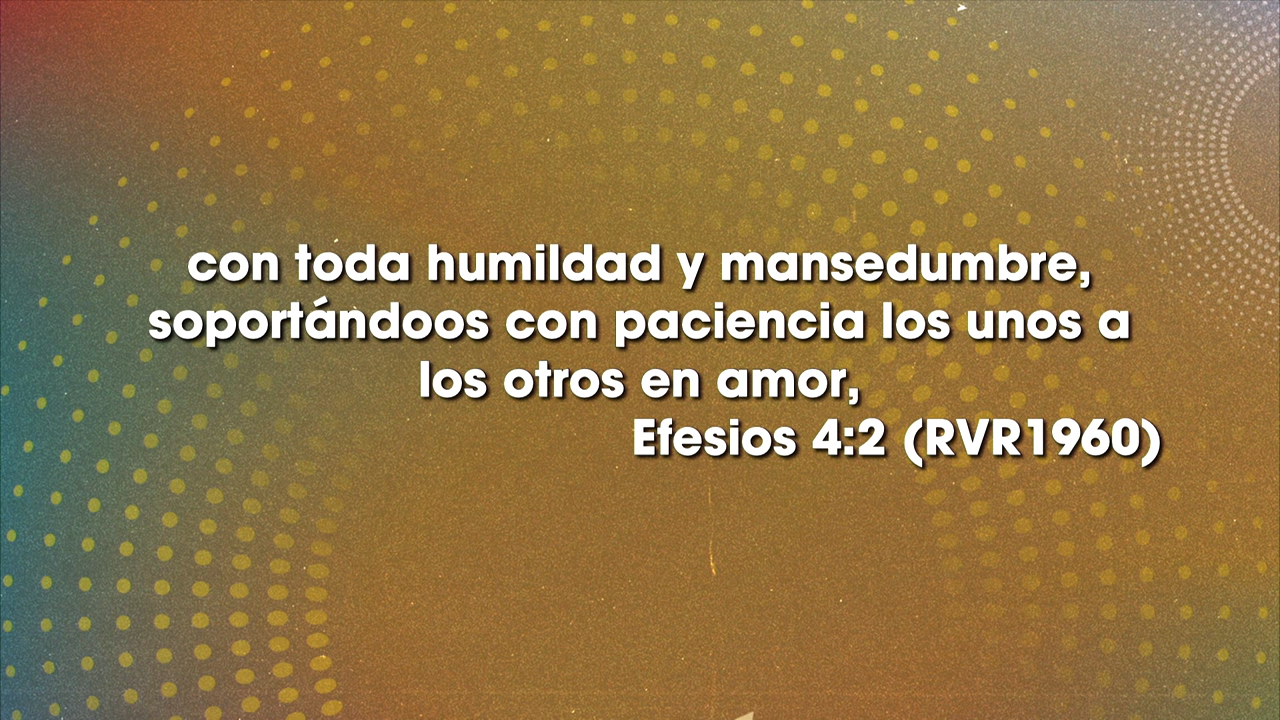 con toda humildad y mansedumbre,
soportándoos con paciencia los unos a
los otros en amor,
Efesios 4:2 (RVR1960)